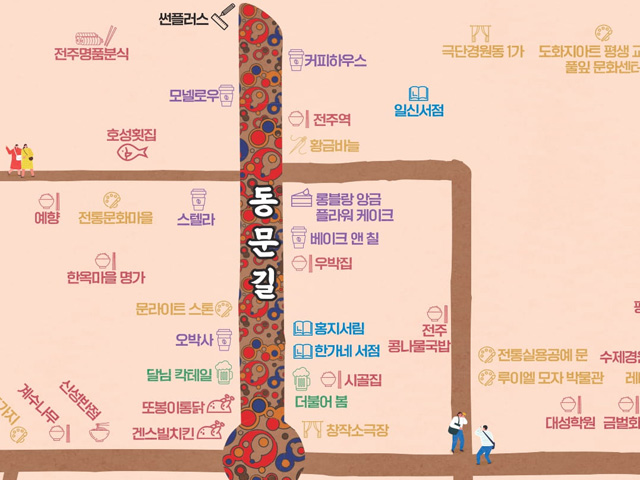 썬플러스
전주명품분식
커피하우스
극단경원동 1가
도화지아트 평생 교
풀잎 문화센터
모넬로우
일신서점
전주역
호성횟집
황금바늘
예향
전통문화마을
스텔라
롱블랑 앙금
플라워 케이크
베이크 앤 칠
동문길
우박집
한옥마을 명가
문라이트 스톤
홍지서림
전주
콩나물국밥
오박사
한가네 서점
전통실용공예 문
수제경원
달님 칵테일
시골집
루이엘 모자 박물관
레
더불어 봄
계수나무
신성반점
또봉이통닭
겐스빌치킨
창작소극장
대성학원
금벌회